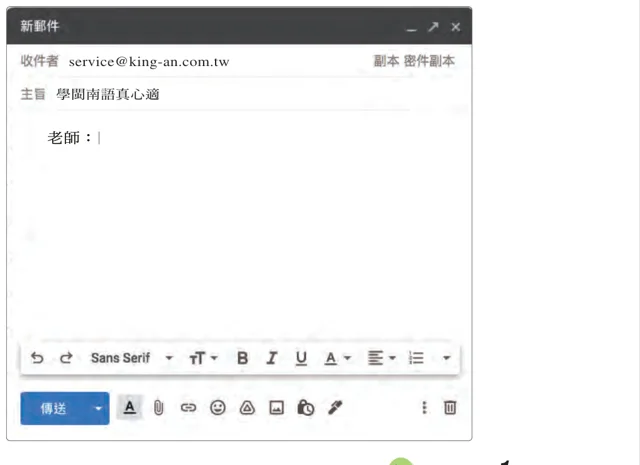 新郵件
收件者 service@king-an.com.tw 副本 密件副本
主旨 學閩南語真心適
老師：
Sans Serif TT B I U A
傳送 A